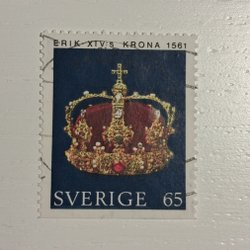 ERIK XIV:S KRONA 1561
SVERIGE 65